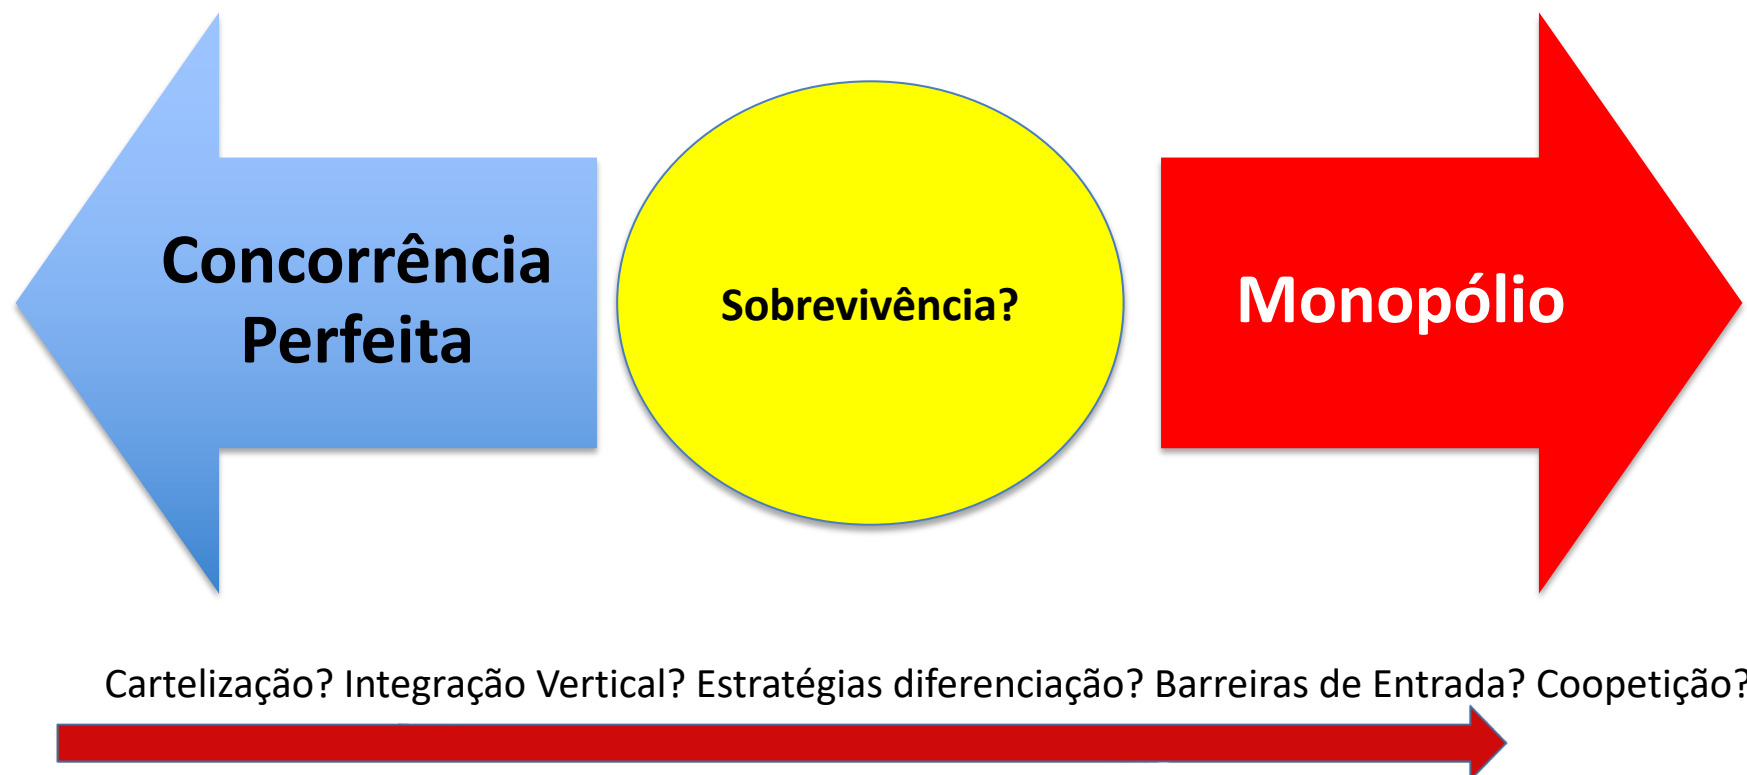 Concorrência
Perfeita
Sobrevivência?
Monopólio
Cartelização? Integração Vertical? Estratégias diferenciação? Barreiras de Entrada? Coopetição?